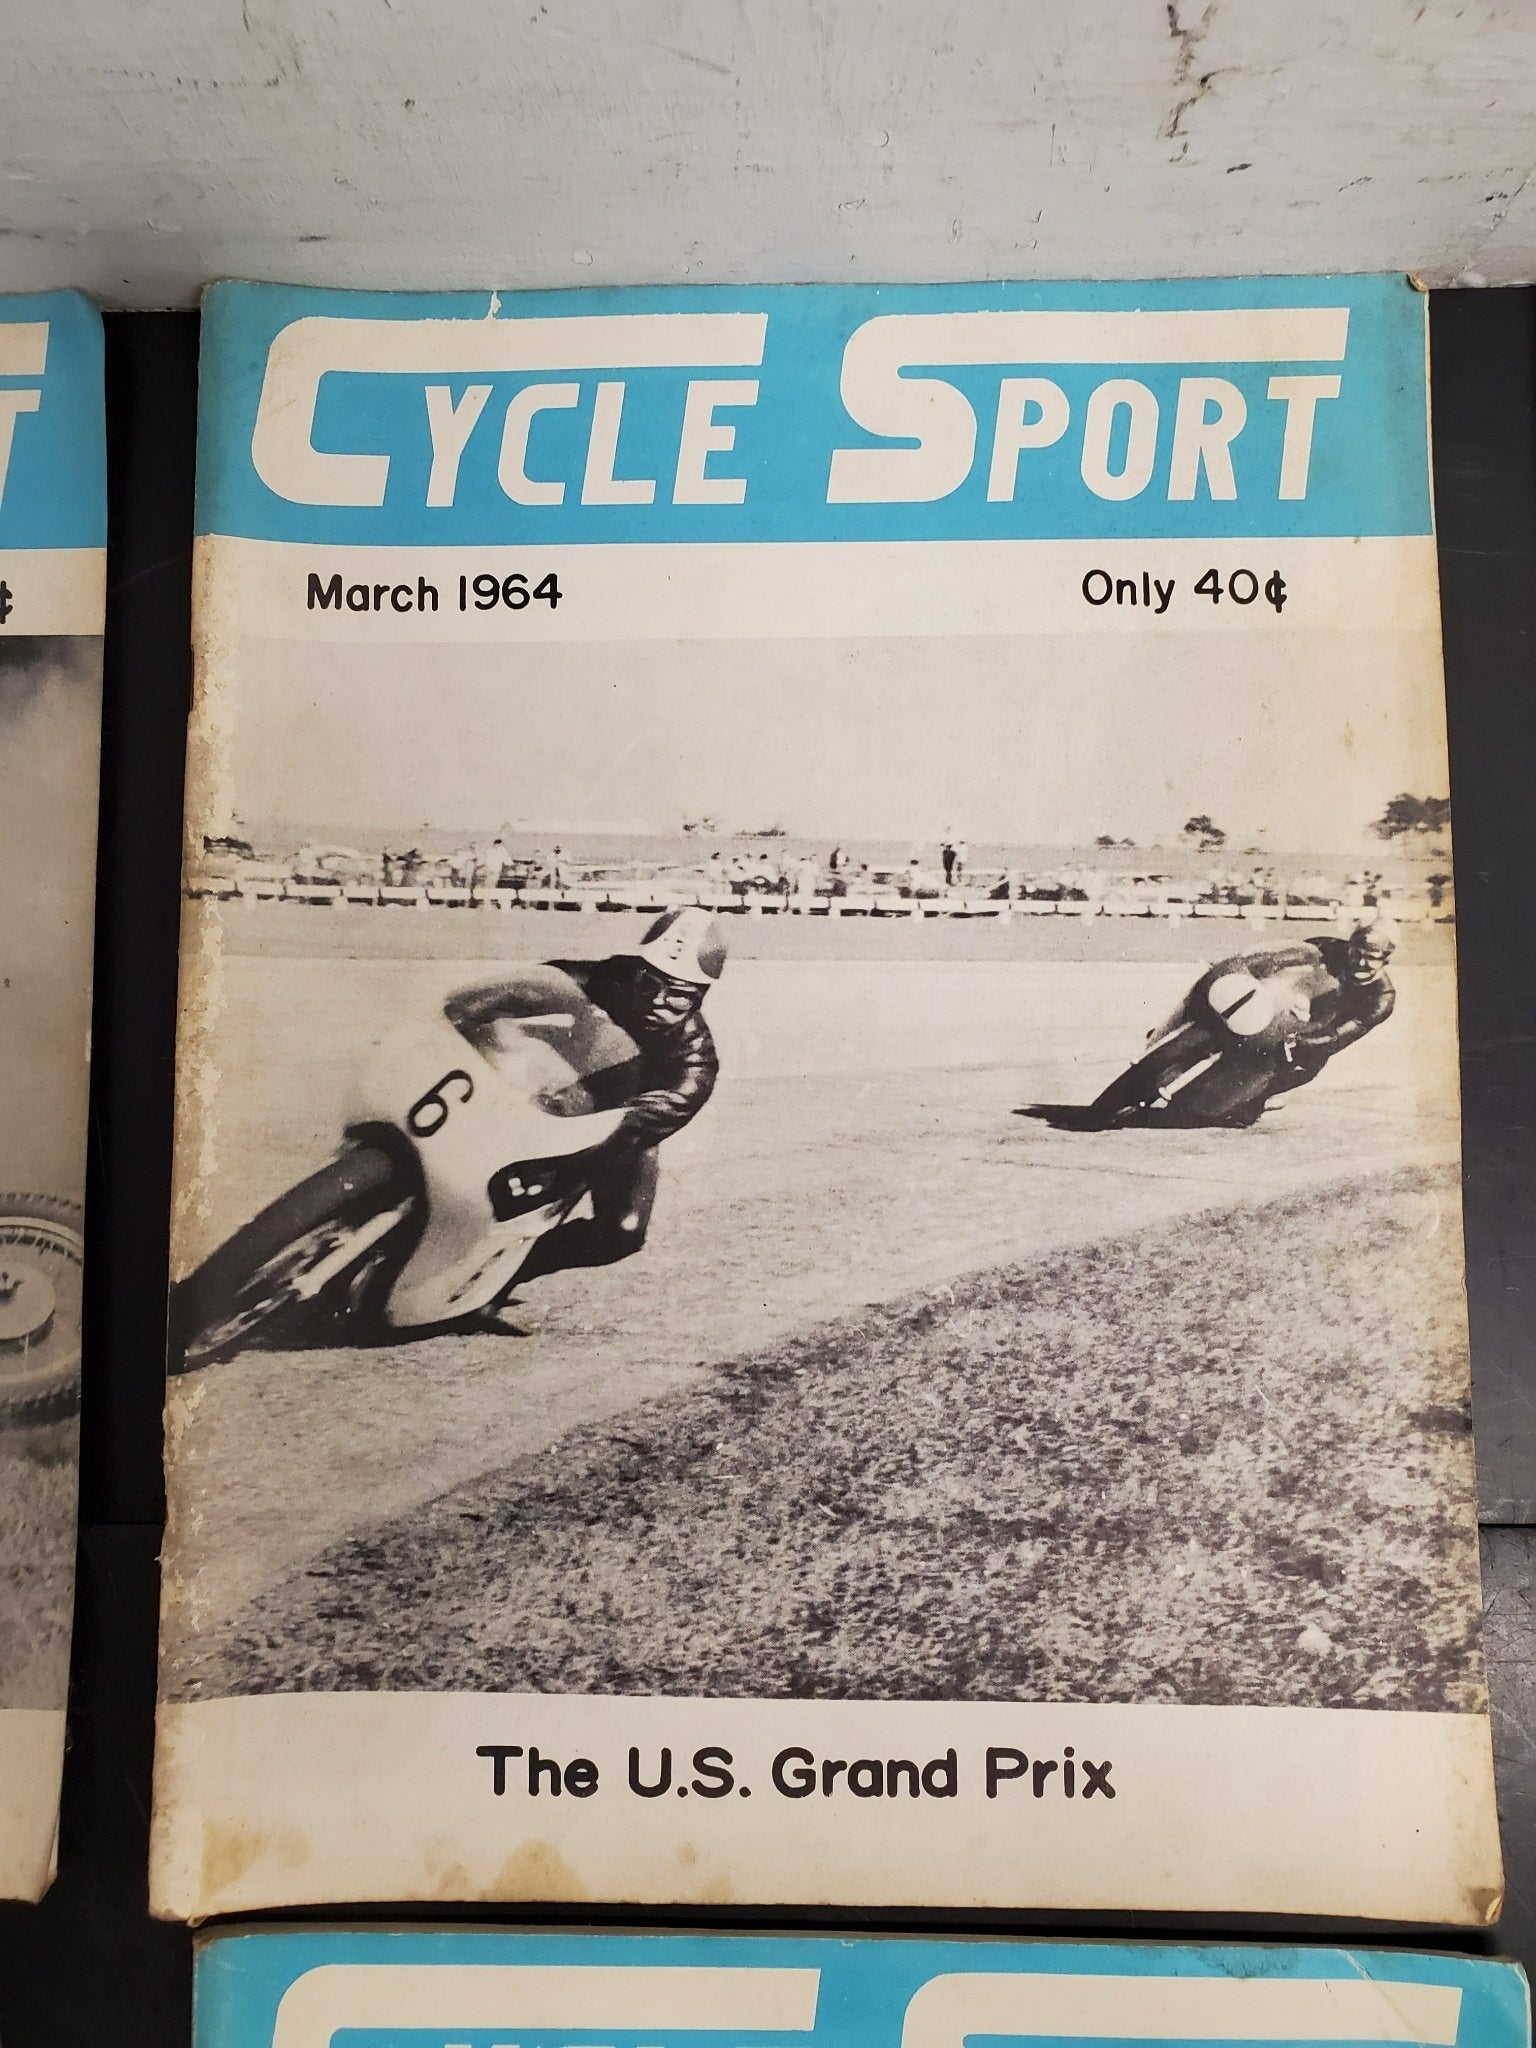 CYCLE SPORT
March 1964 Only 40¢
6
The U.S. Grand Prix